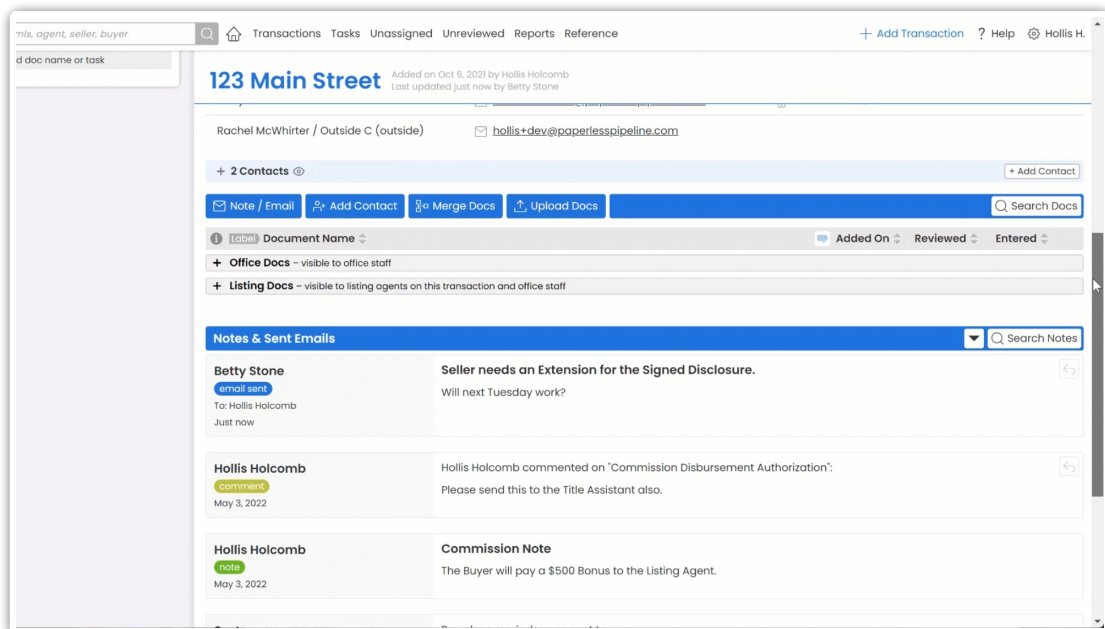 mls, agent, seller, buyer
Transactions Tasks Unassigned Unreviewed Reports Reference
+ Add Transaction ? Help Hollis H.
d doc name or task
123 Main Street
Added on Oct 6, 2021 by Hollis Holcomb
Last updated just now by Betty Stone
Rachel McWhirter / Outside C (outside) hollis+dev@paperlesspipeline.com
+ 2 Contacts
+ Add Contact
Note / Email Add Contact Merge Docs Upload Docs Search Docs
Label Document Name Added On Reviewed Entered
+ Office Docs – visible to office staff
+ Listing Docs – visible to listing agents on this transaction and office staff
Notes & Sent Emails Search Notes
Betty Stone
email sent
To: Hollis Holcomb
Just now
Seller needs an Extension for the Signed Disclosure.
Will next Tuesday work?
Hollis Holcomb
comment
May 3, 2022
Hollis Holcomb commented on "Commission Disbursement Authorization":
Please send this to the Title Assistant also.
Hollis Holcomb
note
May 3, 2022
Commission Note
The Buyer will pay a $500 Bonus to the Listing Agent.